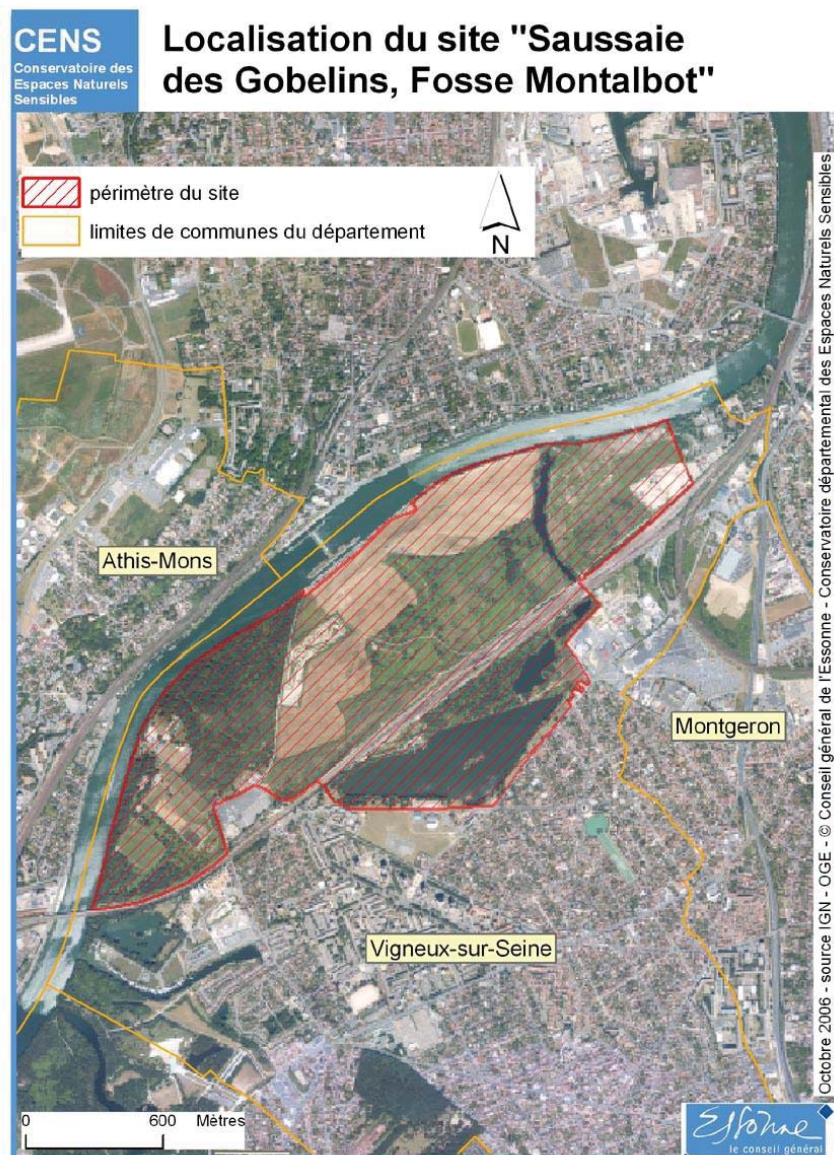 CENS
Conservatoire des
Espaces Naturels
Sensibles
Localisation du site "Saussaie
des Gobelins, Fosse Montalbot"
périmètre du site
limites de communes du département
N
Athis-Mons
Montgeron
Vigneux-sur-Seine
0 600 Mètres
Octobre 2006 - source IGN - OGE - © Conseil général de l'Essonne - Conservatoire départemental des Espaces Naturels Sensibles
Essonne
le conseil général